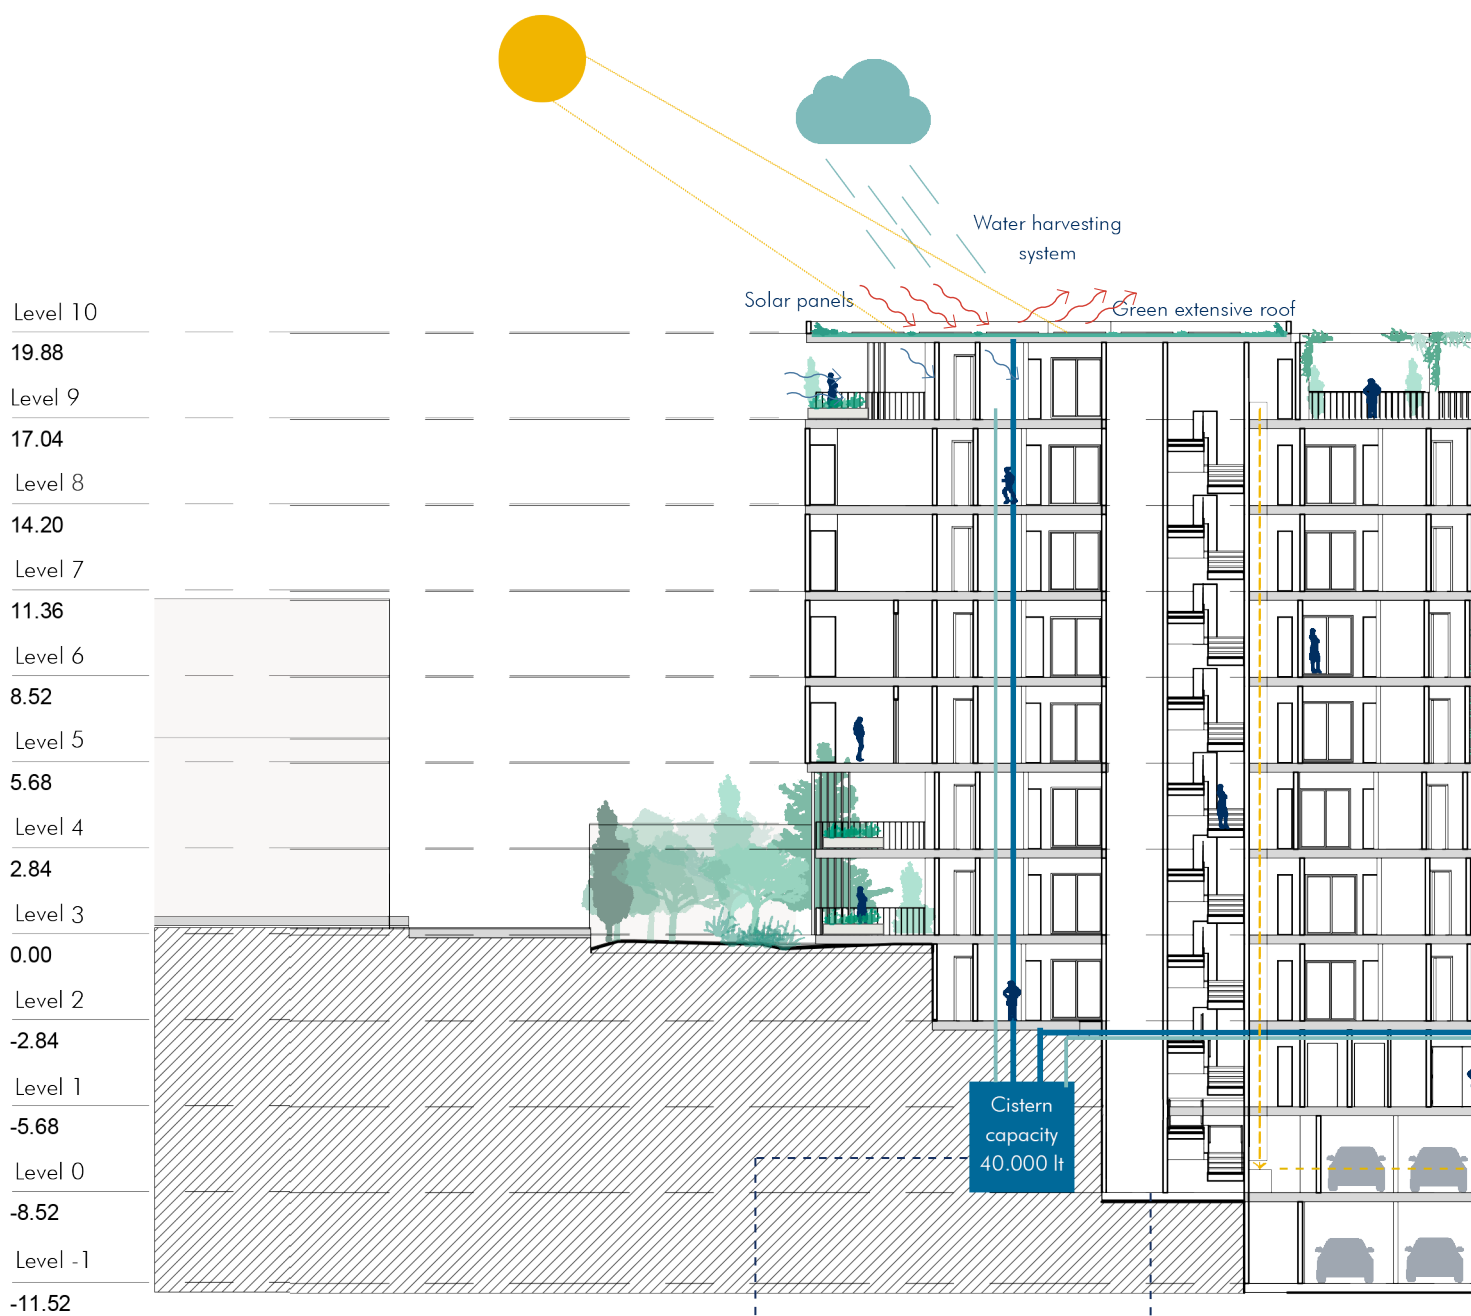 Water harvesting
system
Solar panels
Green extensive roof
Level 10
19.88
Level 9
17.04
Level 8
14.20
Level 7
11.36
Level 6
8.52
Level 5
5.68
Level 4
2.84
Level 3
0.00
Level 2
-2.84
Level 1
-5.68
Level 0
-8.52
Level -1
-11.52
Cistern
capacity
40.000 lt